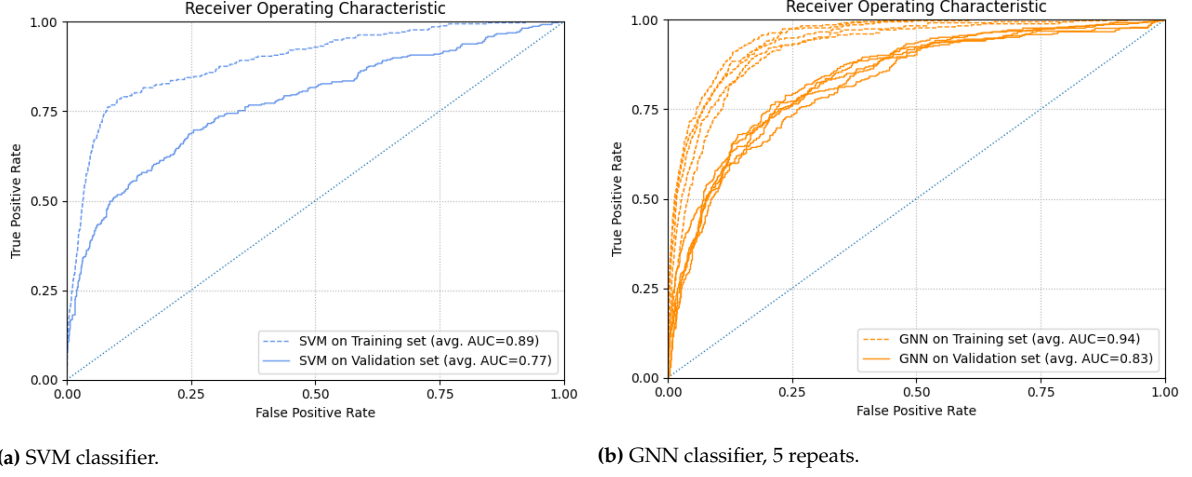 Receiver Operating Characteristic
1.00
0.75
0.50
0.25
0.00
True Positive Rate
SVM on Training set (avg. AUC=0.89)
SVM on Validation set (avg. AUC=0.77)
0.00 0.25 0.50 0.75 1.00
False Positive Rate
(a) SVM classifier.
Receiver Operating Characteristic
1.00
0.75
0.50
0.25
0.00
True Positive Rate
GNN on Training set (avg. AUC=0.94)
GNN on Validation set (avg. AUC=0.83)
0.00 0.25 0.50 0.75 1.00
False Positive Rate
(b) GNN classifier, 5 repeats.